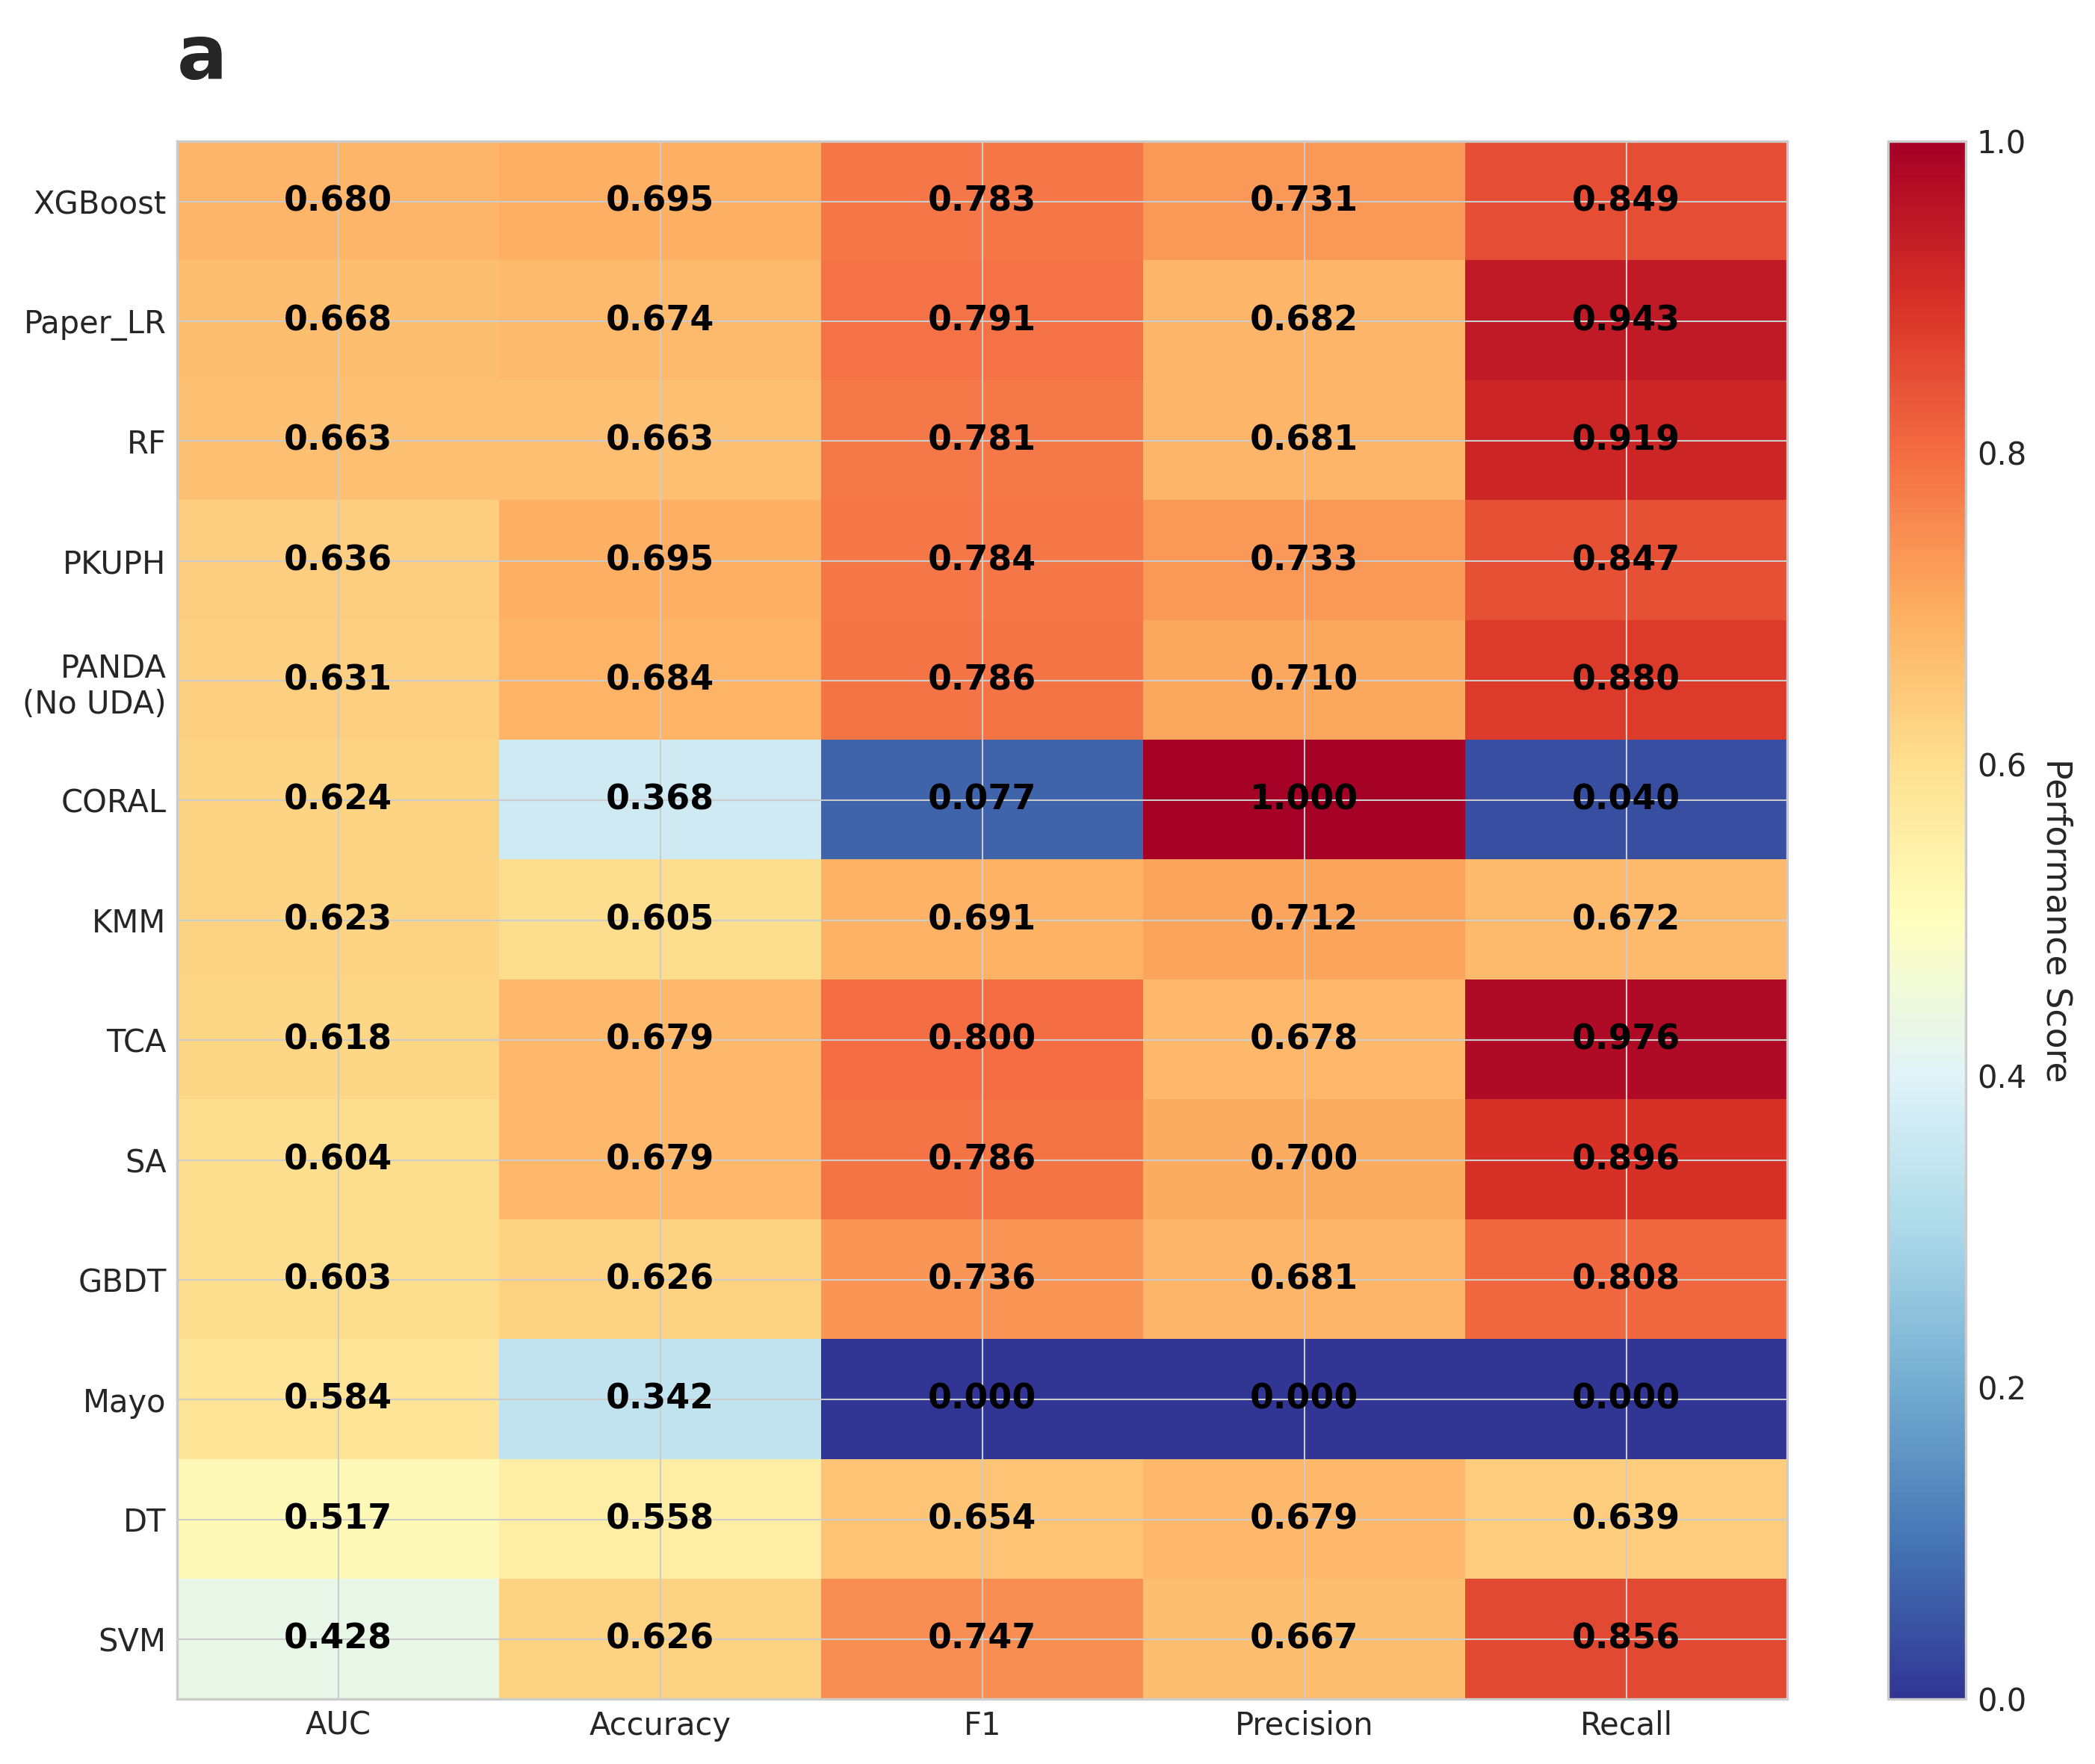 a
XGBoost 0.680 0.695 0.783 0.731 0.849
Paper_LR 0.668 0.674 0.791 0.682 0.943
RF 0.663 0.663 0.781 0.681 0.919
PKUPH 0.636 0.695 0.784 0.733 0.847
PANDA
(No UDA) 0.631 0.684 0.786 0.710 0.880
CORAL 0.624 0.368 0.077 1.000 0.040
KMM 0.623 0.605 0.691 0.712 0.672
TCA 0.618 0.679 0.800 0.678 0.976
SA 0.604 0.679 0.786 0.700 0.896
GBDT 0.603 0.626 0.736 0.681 0.808
Mayo 0.584 0.342 0.000 0.000 0.000
DT 0.517 0.558 0.654 0.679 0.639
SVM 0.428 0.626 0.747 0.667 0.856
AUC Accuracy F1 Precision Recall
1.0
0.8
0.6
0.4
0.2
0.0
Performance Score